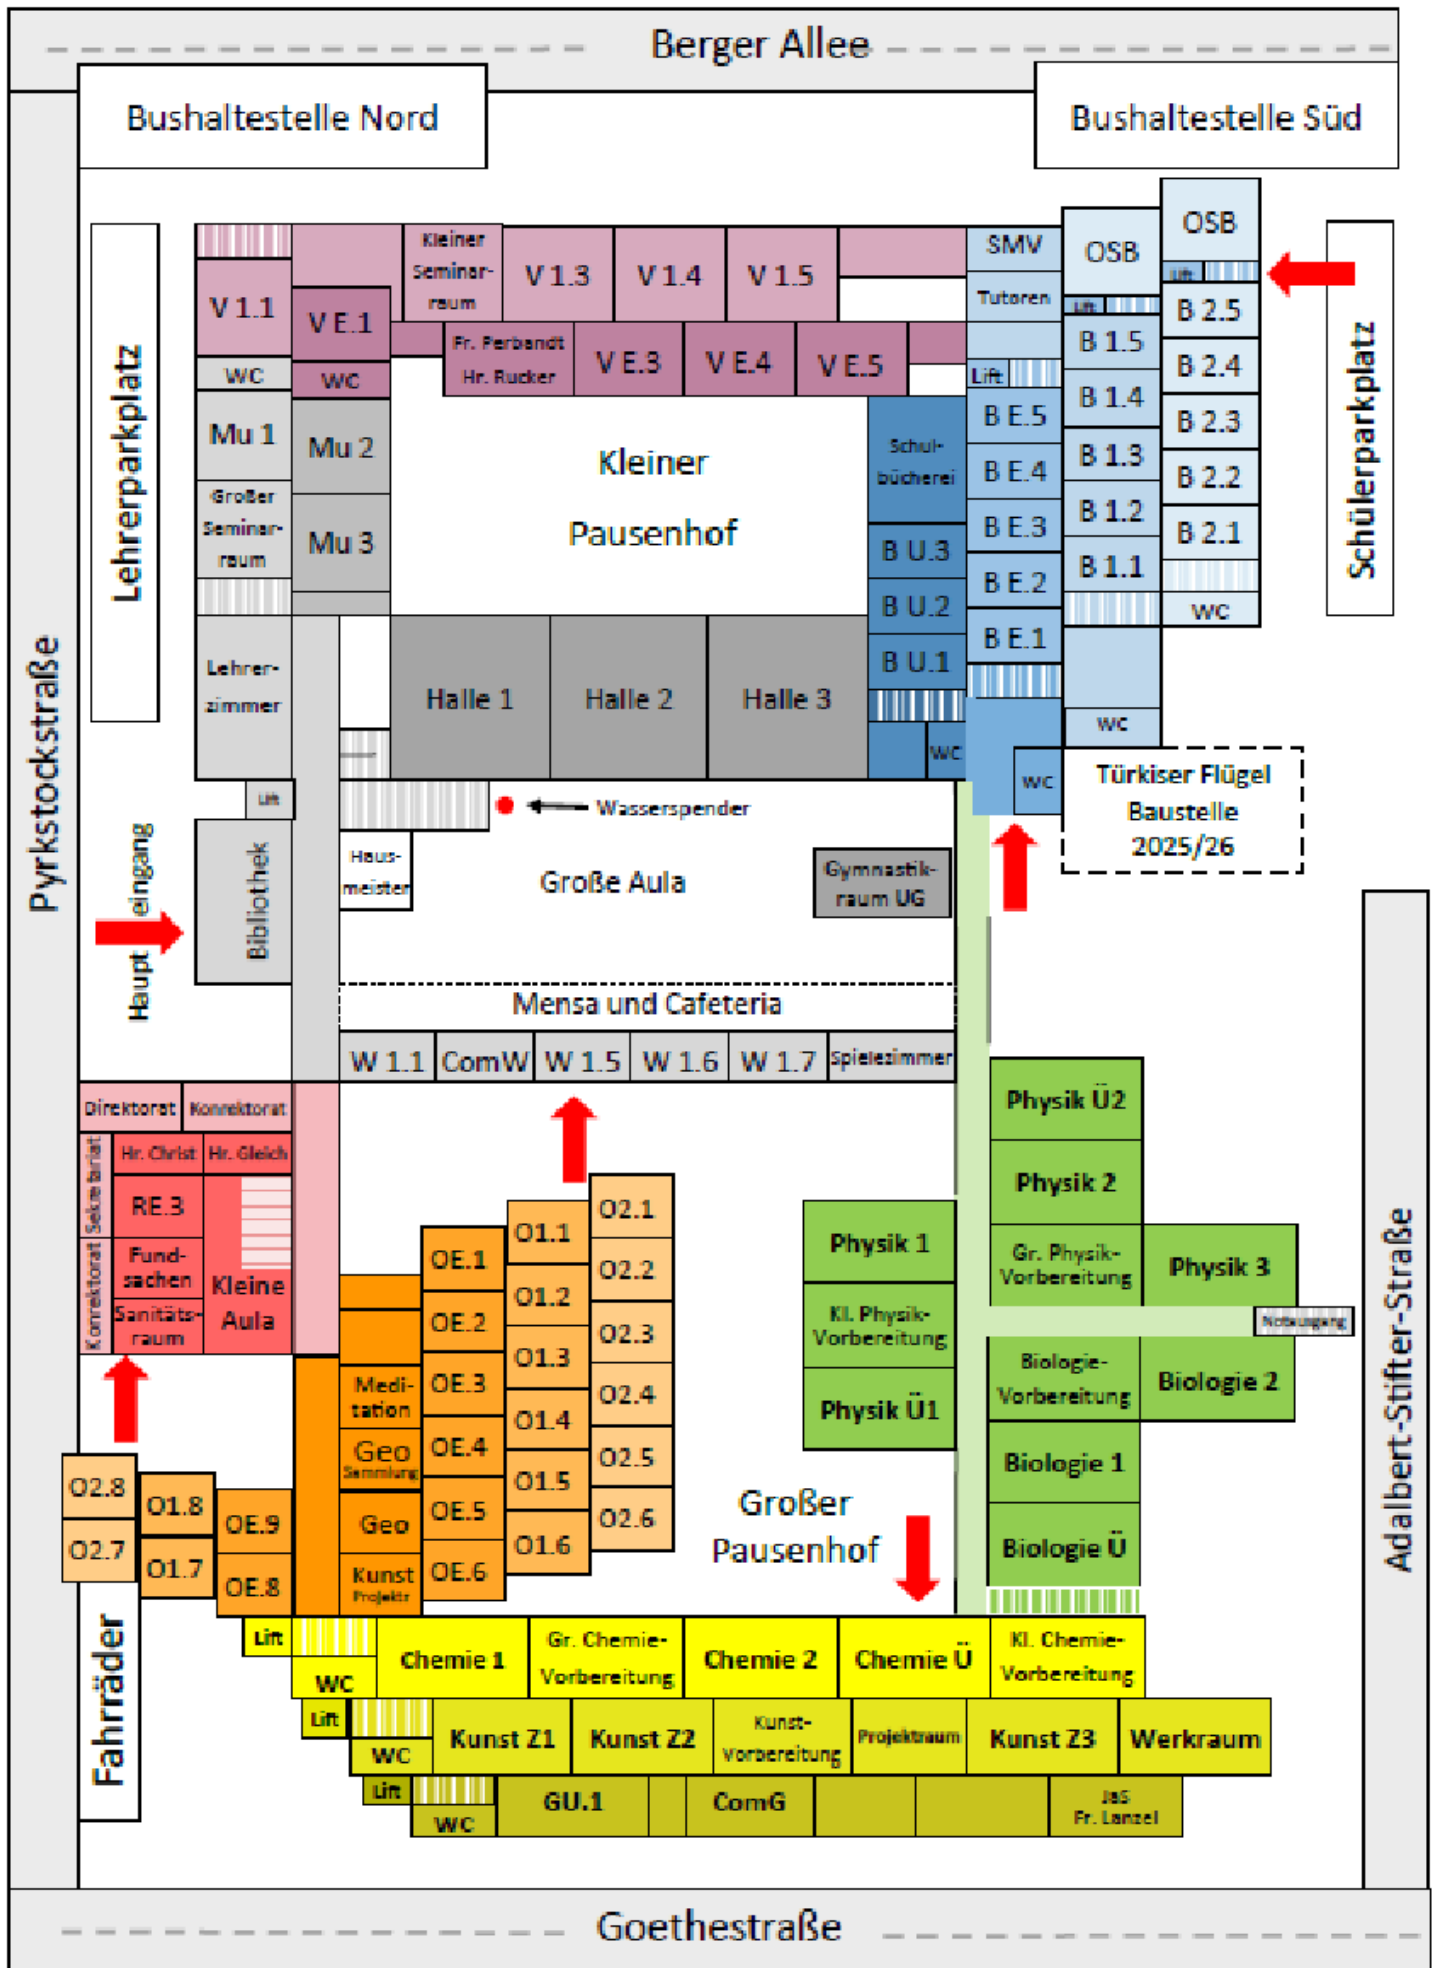 Berger Allee
Bushaltestelle Nord
Bushaltestelle Süd
Pyrkstockstraße
Lehrerparkplatz
Schülerparkplatz
Adalbert-Stifter-Straße
V 1.1
V E.1
Kleiner
Seminar-
raum
V 1.3
V 1.4
V 1.5
SMV
Tutoren
OSB
OSB
Lift
Lift
Lift
WC
WC
Fr. Perbandt
Hr. Rucker
V E.3
V E.4
V E.5
B 2.5
B 2.4
B 2.3
B 2.2
B 2.1
WC
B 1.5
B 1.4
B 1.3
B 1.2
B 1.1
WC
B E.5
B E.4
B E.3
B E.2
B E.1
WC
Schul-
bücherei
B U.3
B U.2
B U.1
WC
Mu 1
Großer
Seminar-
raum
Mu 2
Mu 3
Kleiner
Pausenhof
Lehrer-
zimmer
Halle 1
Halle 2
Halle 3
Türkiser Flügel
Baustelle
2025/26
Lift
Wasserspender
Haus-
meister
Große Aula
Gymnastik-
raum UG
Bibliothek
Haupt eingang
Mensa und Cafeteria
W 1.1
ComW
W 1.5
W 1.6
W 1.7
Spielezimmer
Direktorat
Konrektorat
Sekretariat
Konrektorat
Hr. Christ
Hr. Gleich
RE.3
Fund-
sachen
Sanitäts-
raum
Kleine
Aula
Medi-
tation
Geo
Sammlung
Geo
Kunst
Projektr
OE.1
OE.2
OE.3
OE.4
OE.5
OE.6
O1.1
O1.2
O1.3
O1.4
O1.5
O1.6
O2.1
O2.2
O2.3
O2.4
O2.5
O2.6
O2.8
O2.7
O1.8
O1.7
OE.9
OE.8
Physik 1
Kl. Physik-
Vorbereitung
Physik Ü1
Physik Ü2
Physik 2
Gr. Physik-
Vorbereitung
Physik 3
Notausgang
Biologie-
Vorbereitung
Biologie 2
Biologie 1
Biologie Ü
Großer
Pausenhof
Fahrräder
Lift
WC
Chemie 1
Gr. Chemie-
Vorbereitung
Chemie 2
Chemie Ü
Kl. Chemie-
Vorbereitung
Lift
WC
Kunst Z1
Kunst Z2
Kunst-
Vorbereitung
Projektraum
Kunst Z3
Werkraum
Lift
WC
GU.1
ComG
JaS
Fr. Lanzel
Goethestraße